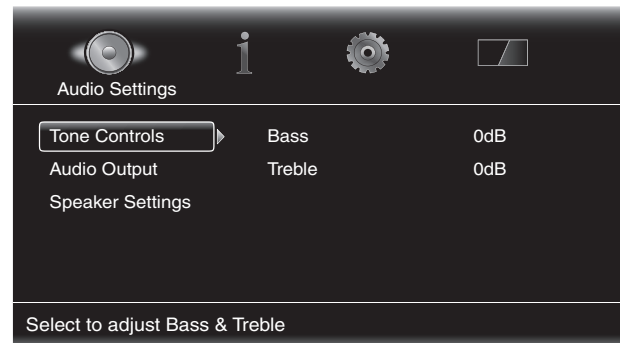 Audio Settings
Tone Controls Bass 0dB
Audio Output Treble 0dB
Speaker Settings
Select to adjust Bass & Treble